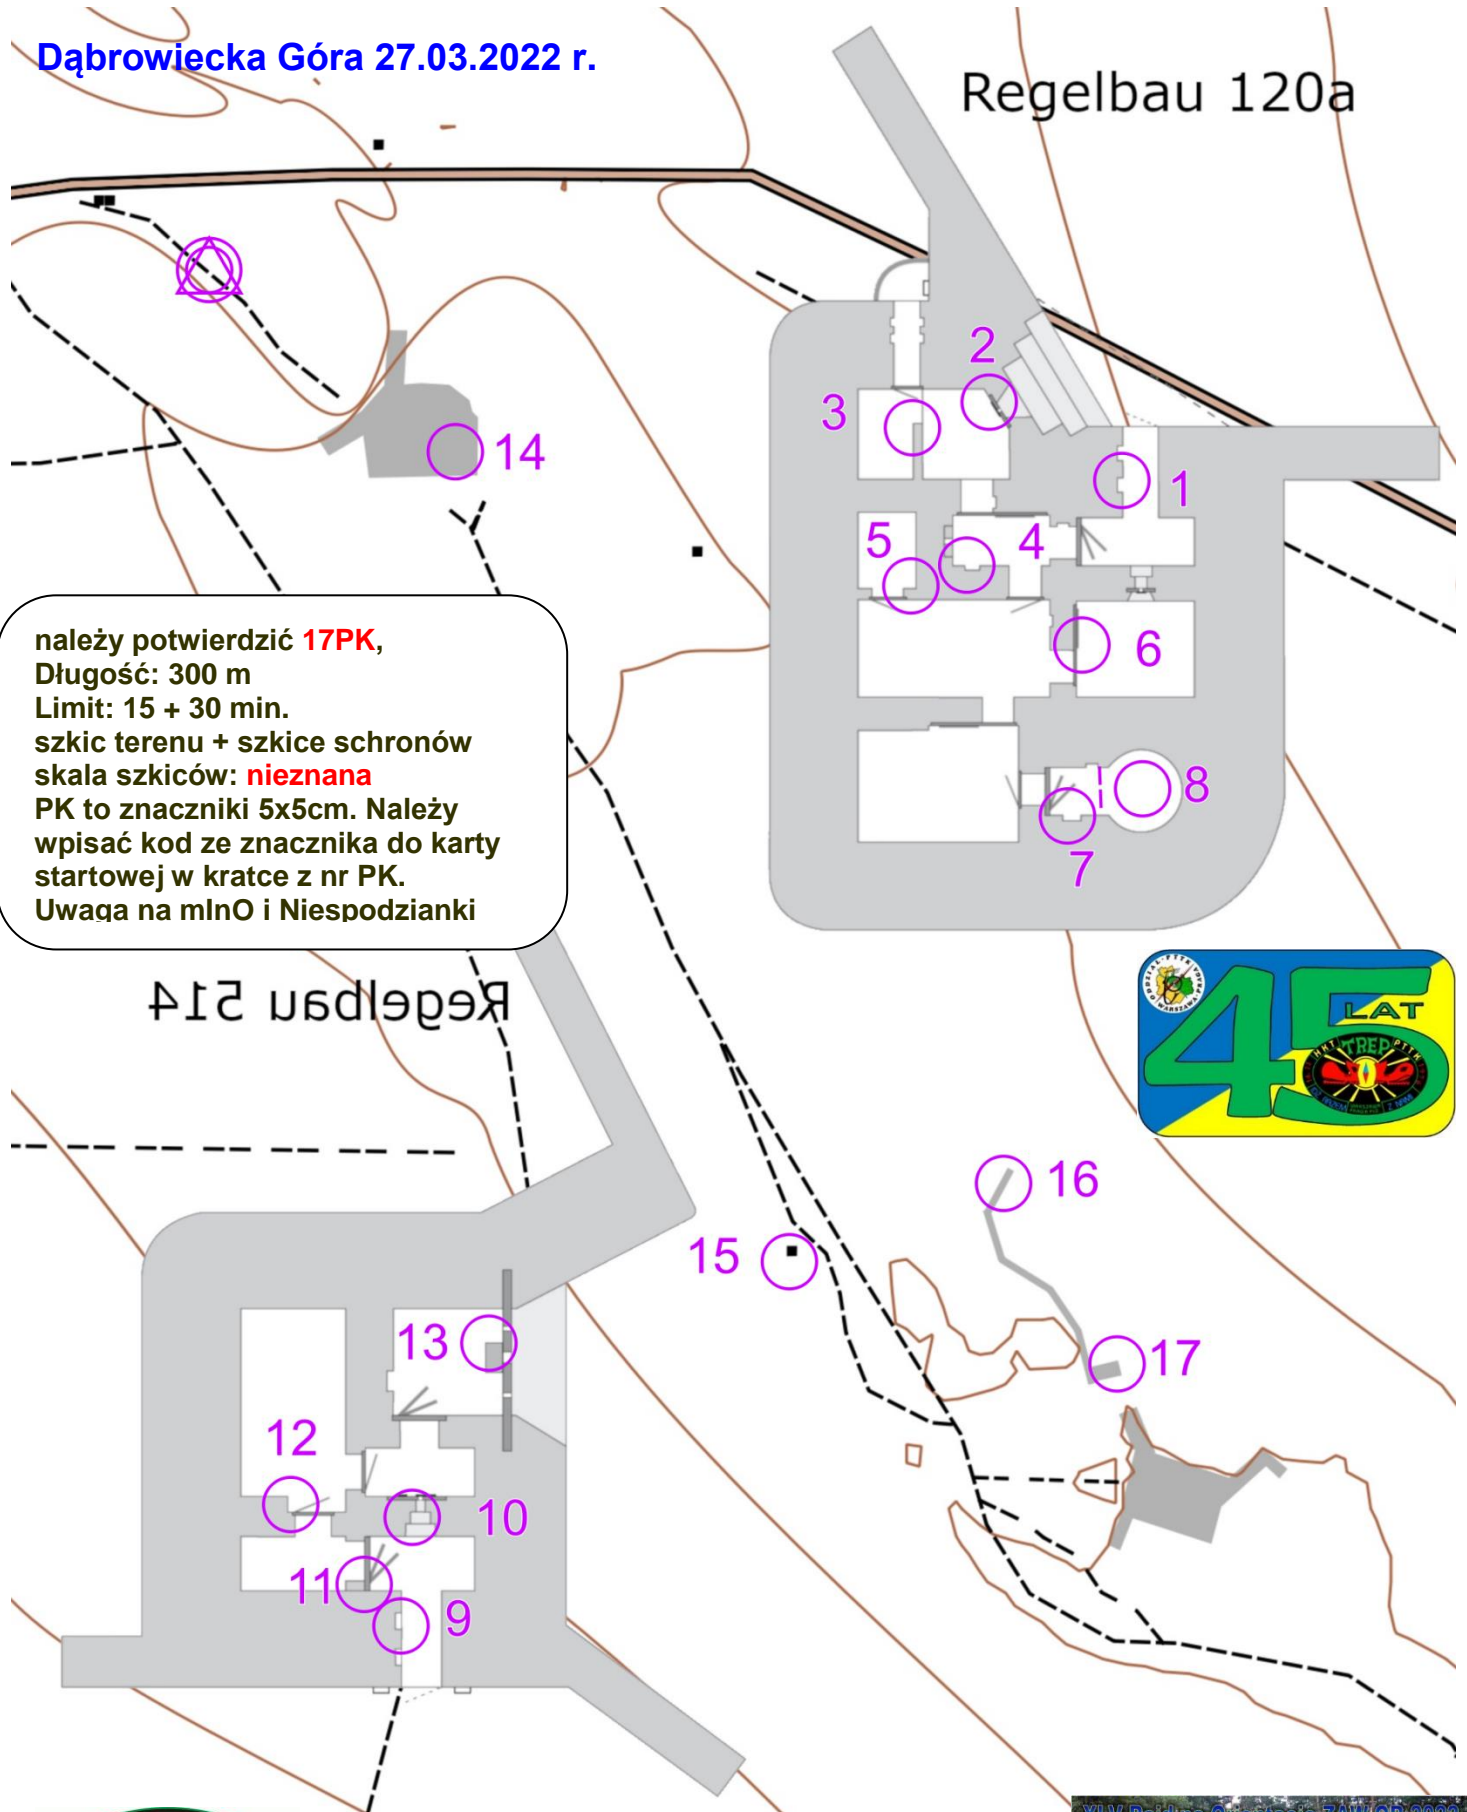 Dąbrowiecka Góra 27.03.2022 r.
Regelbau 120a
2
3
14
1
5
4
6
należy potwierdzić 17PK,
Długość: 300 m
Limit: 15 + 30 min.
szkic terenu + szkice schronów
skala szkiców: nieznana
PK to znaczniki 5x5cm. Należy
wpisać kod ze znacznika do karty
startowej w kratce z nr PK.
Uwaga na mInO i Niespodzianki
8
7
Regelbau 514
45
LAT
TREP
PTTK
16
15
17
13
12
10
11
9